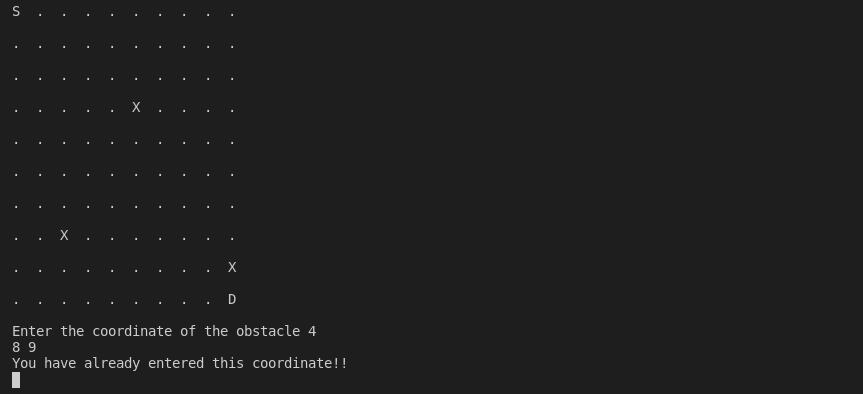 S . . . . . . . . .
. . . . . . . . . .
. . . . . . . . . .
. . . . . X . . . .
. . . . . . . . . .
. . . . . . . . . .
. . . . . . . . . .
. . X . . . . . . .
. . . . . . . . . X
. . . . . . . . . D
Enter the coordinate of the obstacle 4
8 9
You have already entered this coordinate!!